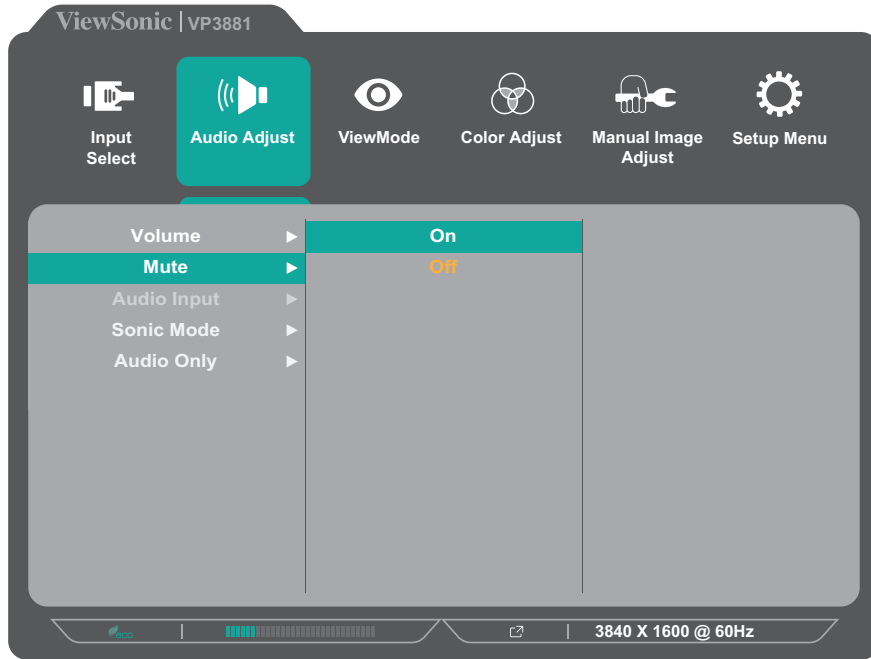 ViewSonic | VP3881
Input
Select
Audio Adjust
ViewMode
Color Adjust
Manual Image
Adjust
Setup Menu
Volume
On
Mute
Off
Audio Input
Sonic Mode
Audio Only
eco
3840 X 1600 @ 60Hz